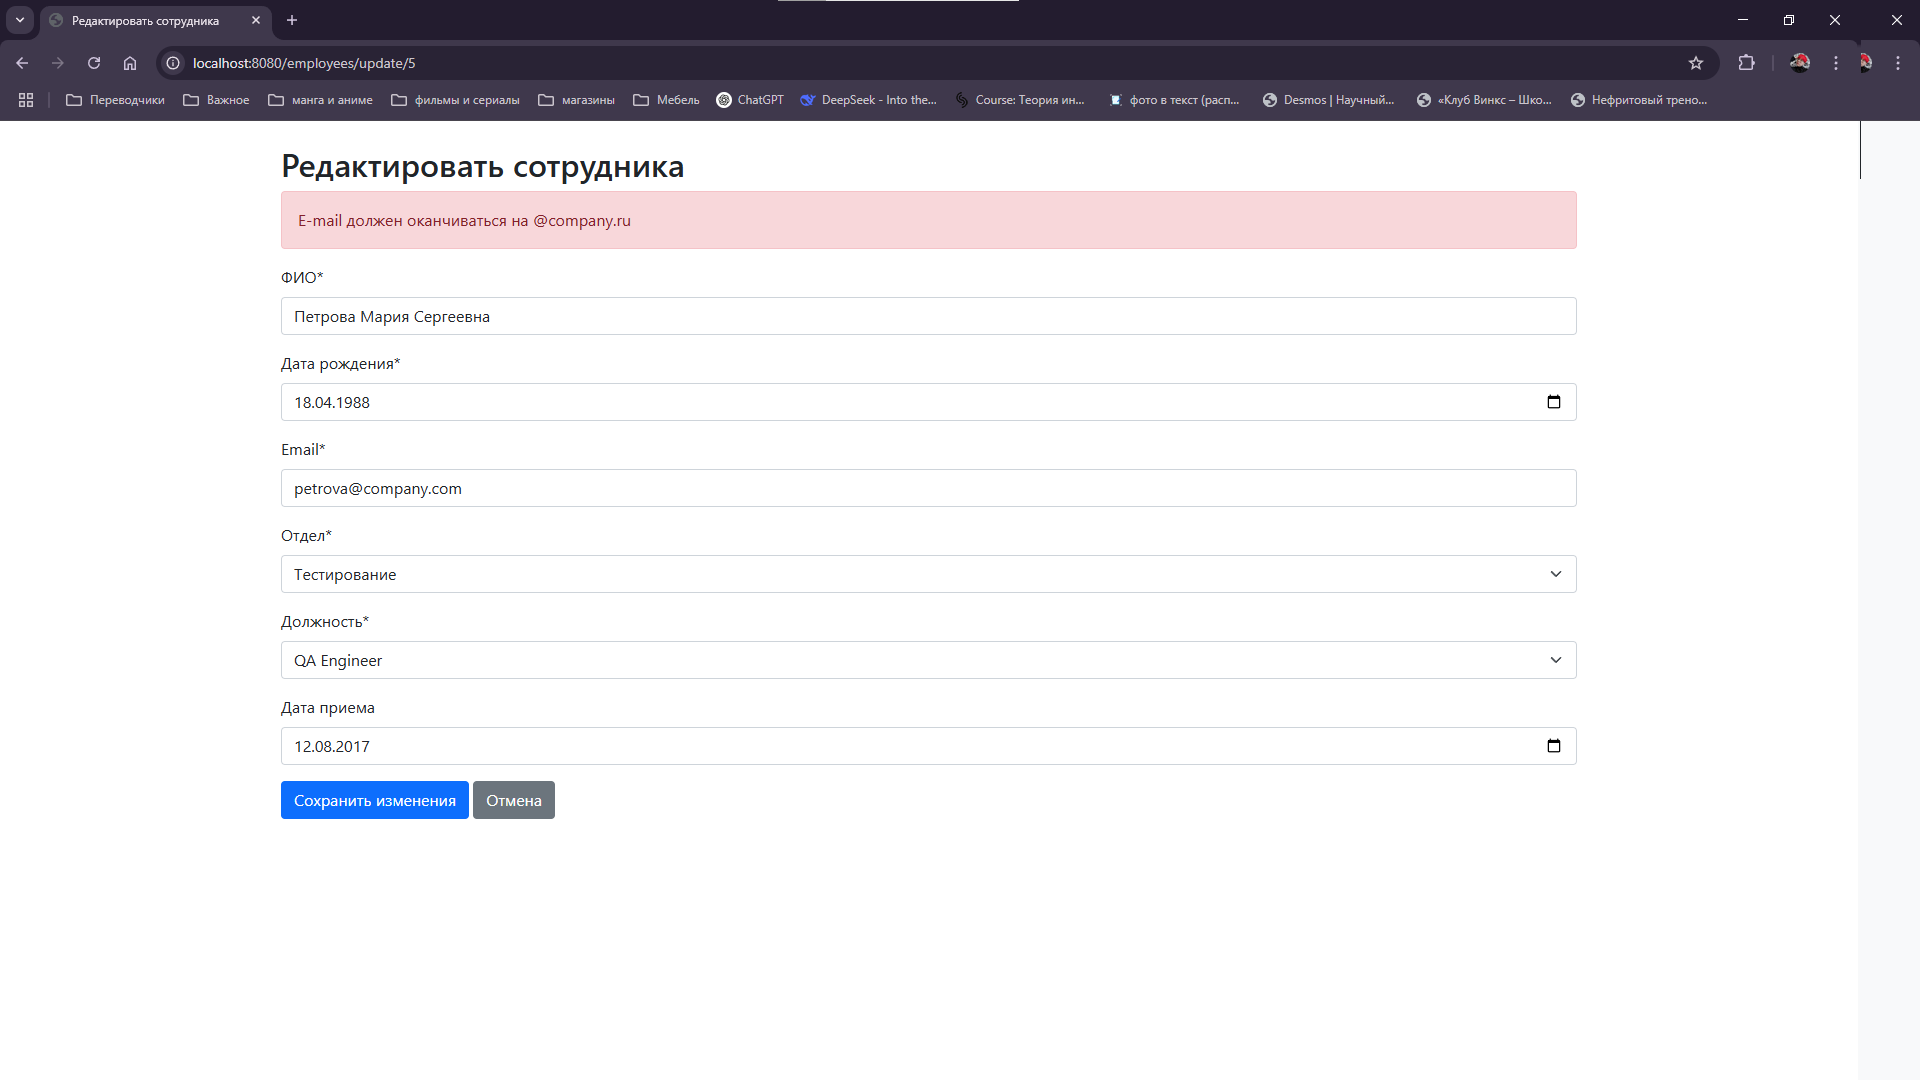 Редактировать сотрудника
localhost:8080/employees/update/5
Переводчики
Важное
манга и аниме
фильмы и сериалы
магазины
Мебель
ChatGPT
DeepSeek - Into the...
Course: Теория ин...
фото в текст (расп...
Desmos | Научный...
«Клуб Винкс – Шко...
Нефритовый трено...
Редактировать сотрудника
E-mail должен оканчиваться на @company.ru
ФИО*
Петрова Мария Сергеевна
Дата рождения*
18.04.1988
Email*
petrova@company.com
Отдел*
Тестирование
Должность*
QA Engineer
Дата приема
12.08.2017
Сохранить изменения
Отмена